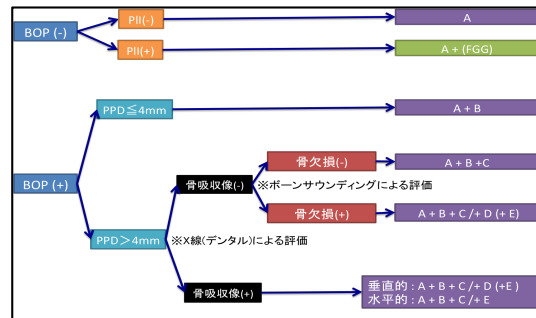 BOP (-)
PlI(-)
A
PlI(+)
A + (FGG)
PPD≦4mm
A + B
BOP (+)
骨欠損(-)
A + B +C
骨吸収像(-)
※ボーンサウンディングによる評価
骨欠損(+)
A + B + C /+ D (+ E)
PPD>4mm
※X線(デンタル)による評価
骨吸収像(+)
垂直的 : A + B + C /+ D (+E )
水平的 : A + B + C /+ E